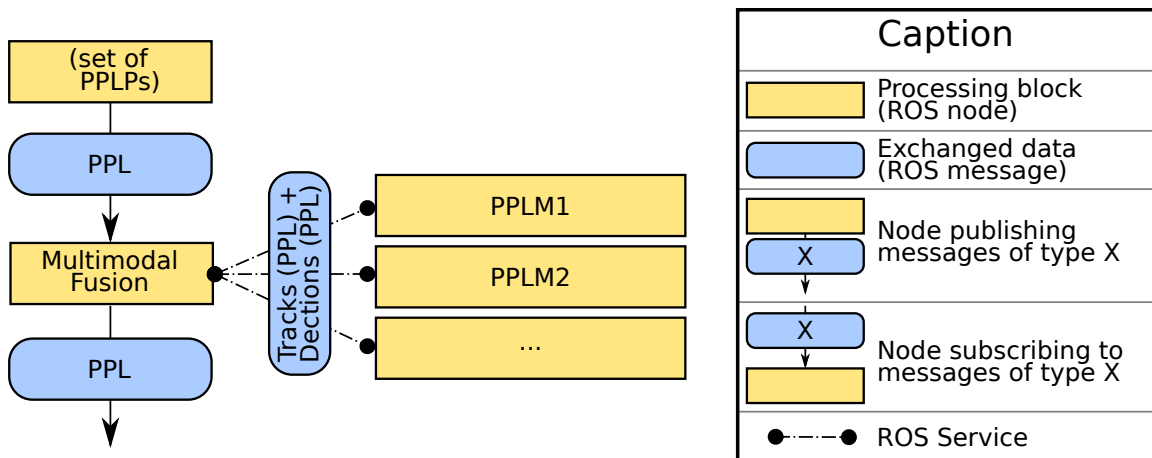 (set of
PPLPs)
PPL
Multimodal
Fusion
PPL
Tracks (PPL) +
Dections (PPL)
PPLM1
PPLM2
...
Caption
Processing block
(ROS node)
Exchanged data
(ROS message)
X
Node publishing
messages of type X
X
Node subscribing to
messages of type X
ROS Service